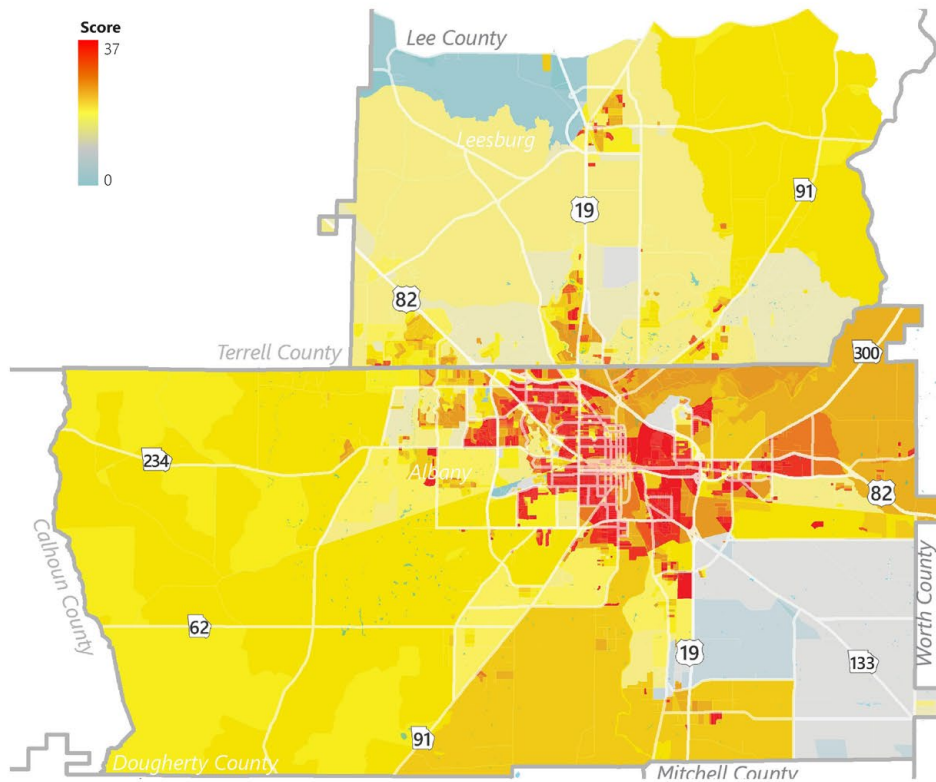 Score
37
0
Lee County
Leesburg
91
19
82
Terrell County
300
234
Albany
82
Calhoun County
62
19
133
Worth County
91
Dougherty County
Mitchell County